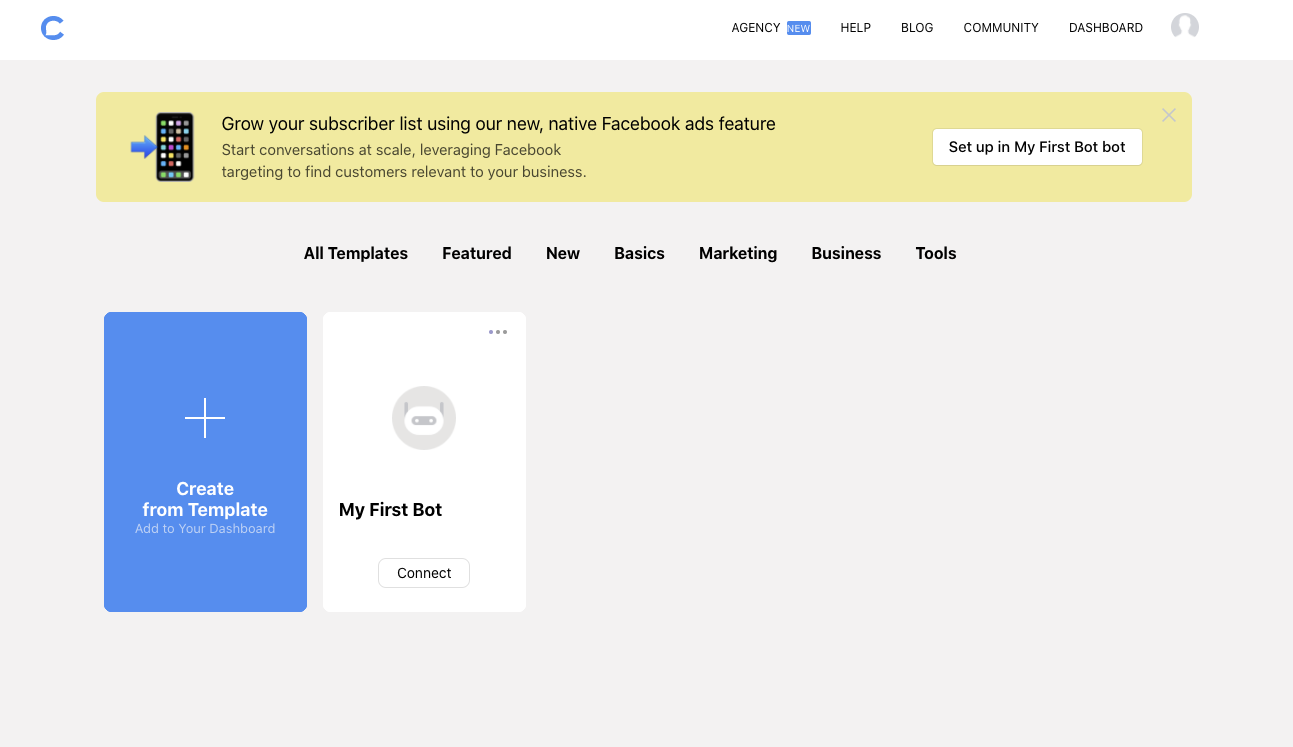 AGENCY NEW HELP BLOG COMMUNITY DASHBOARD
Grow your subscriber list using our new, native Facebook ads feature
Start conversations at scale, leveraging Facebook
targeting to find customers relevant to your business.
Set up in My First Bot bot
All Templates Featured New Basics Marketing Business Tools
Create
from Template
Add to Your Dashboard
My First Bot
Connect